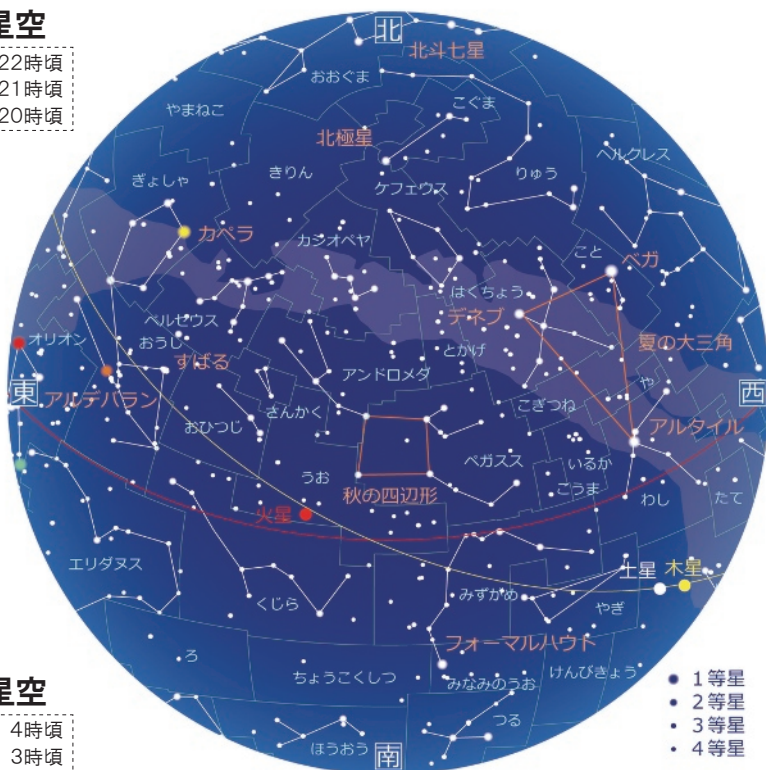 星空
22時頃
21時頃
20時頃
北
北斗七星
おおぐま
こぐま
やまねこ
北極星
ヘルクレス
きりん
りゅう
ぎょしゃ
ケフェウス
カペラ
カシオペヤ
こと
ベガ
はくちょう
ペルセウス
デネブ
オリオン
おうし
すばる
とかげ
夏の大三角
アンドロメダ
や
東
アルデバラン
さんかく
こぎつね
西
おひつじ
アルタイル
ペガスス
いるか
うお
秋の四辺形
こうま
わし
たて
火星
エリダヌス
土星
木星
くじら
みずがめ
やぎ
フォーマルハウト
ろ
ちょうこくしつ
みなみのうお
けんびきょう
つる
ほうおう
南
1等星
2等星
3等星
4等星
星空
4時頃
3時頃